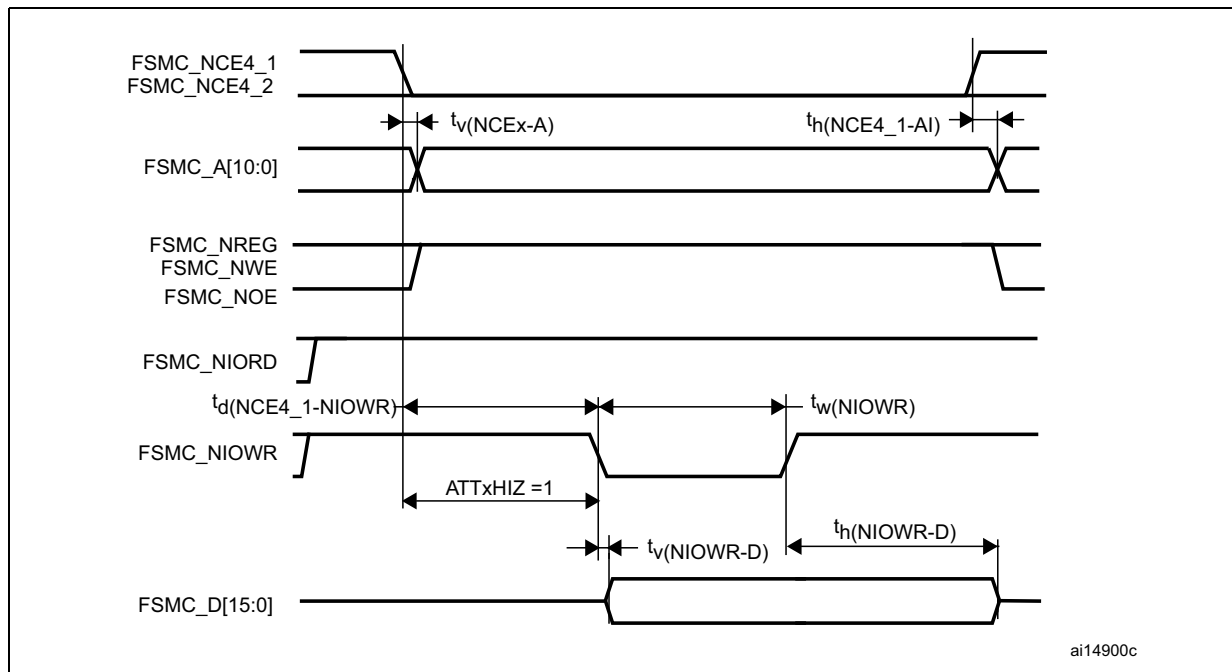 FSMC_NCE4_1
FSMC_NCE4_2
tv(NCEx-A)
th(NCE4_1-AI)
FSMC_A[10:0]
FSMC_NREG
FSMC_NWE
FSMC_NOE
FSMC_NIORD
td(NCE4_1-NIOWR)
tw(NIOWR)
FSMC_NIOWR
ATTxHIZ =1
tv(NIOWR-D)
th(NIOWR-D)
FSMC_D[15:0]
ai14900c